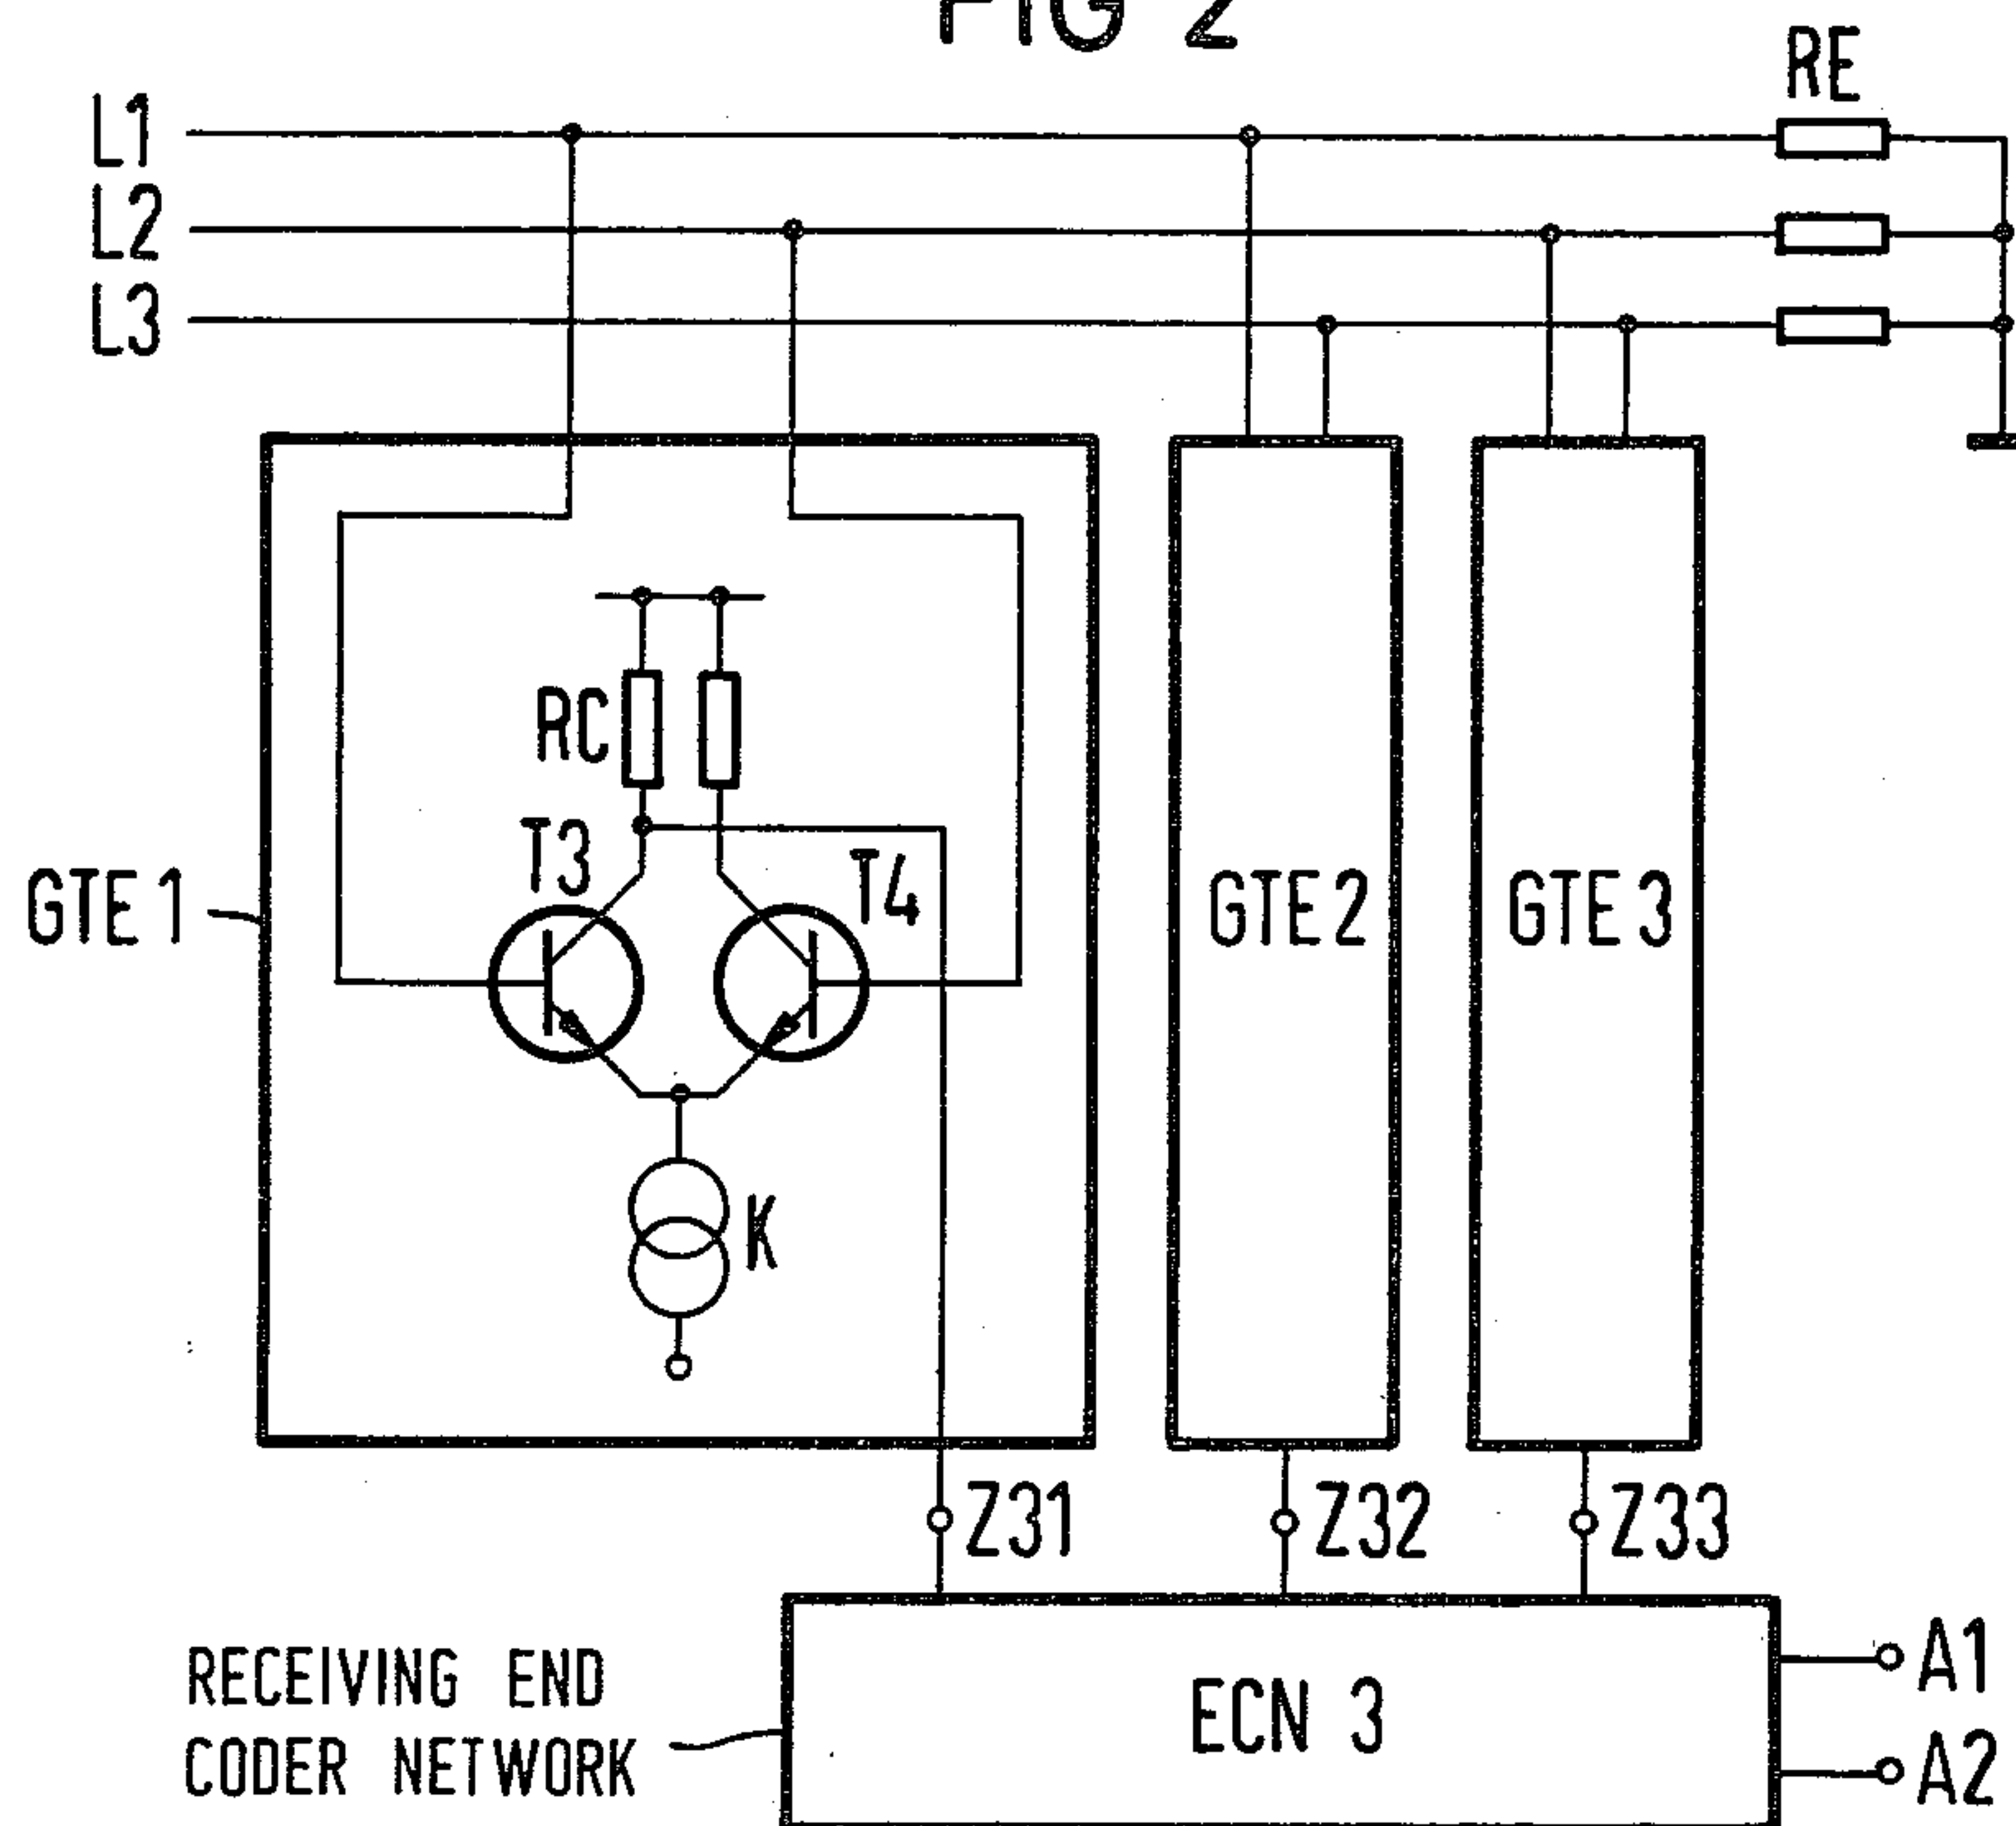 FIG 2
RE
L1
L2
L3
RC
T3
T4
GTE 1
GTE 2
GTE 3
K
Z31
Z32
Z33
RECEIVING END
CODER NETWORK
ECN 3
A1
A2